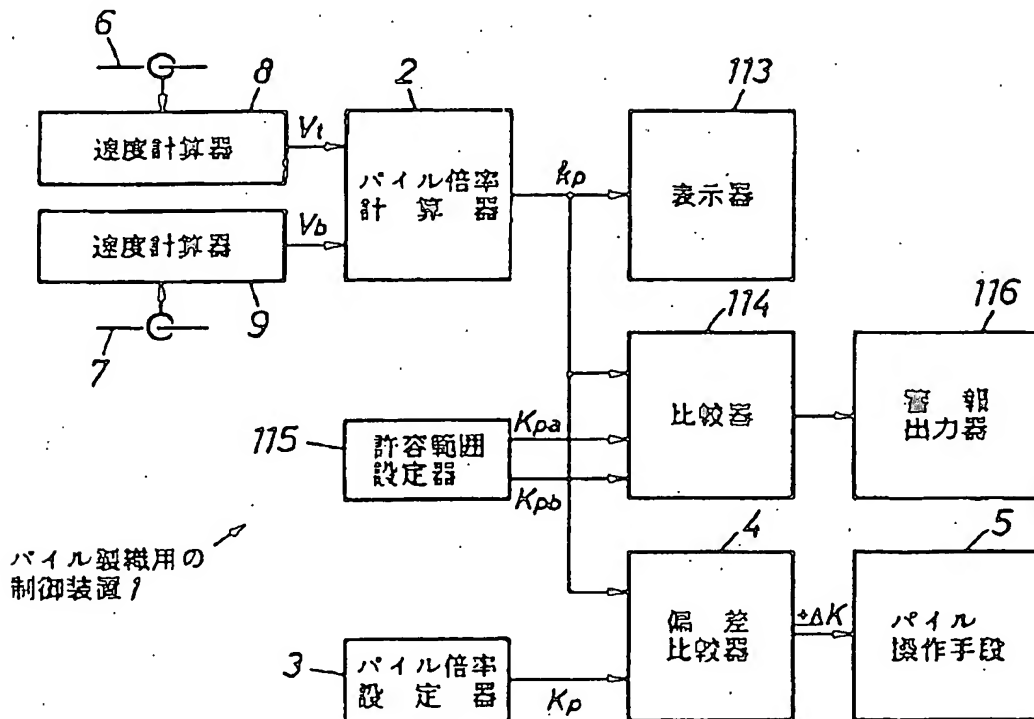 6
8
2
113
速度計算器
Vt
パイル倍率
計算器
kp
表示器
速度計算器
Vb
7
9
114
116
115
許容範囲
設定器
Kpa
Kpb
比較器
警報
出力器
パイル製織用の
制御装置1
4
5
偏差
比較器
+ΔK
パイル
操作手段
3
パイル倍率
設定器
Kp